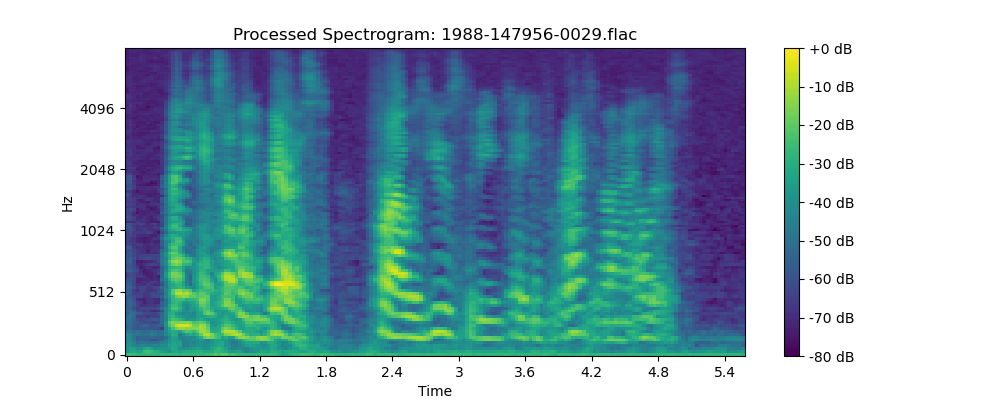 Processed Spectrogram: 1988-147956-0029.flac
+0 dB
-10 dB
-20 dB
-30 dB
-40 dB
-50 dB
-60 dB
-70 dB
-80 dB
Hz
4096
2048
1024
512
0
0 0.6 1.2 1.8 2.4 3 3.6 4.2 4.8 5.4
Time